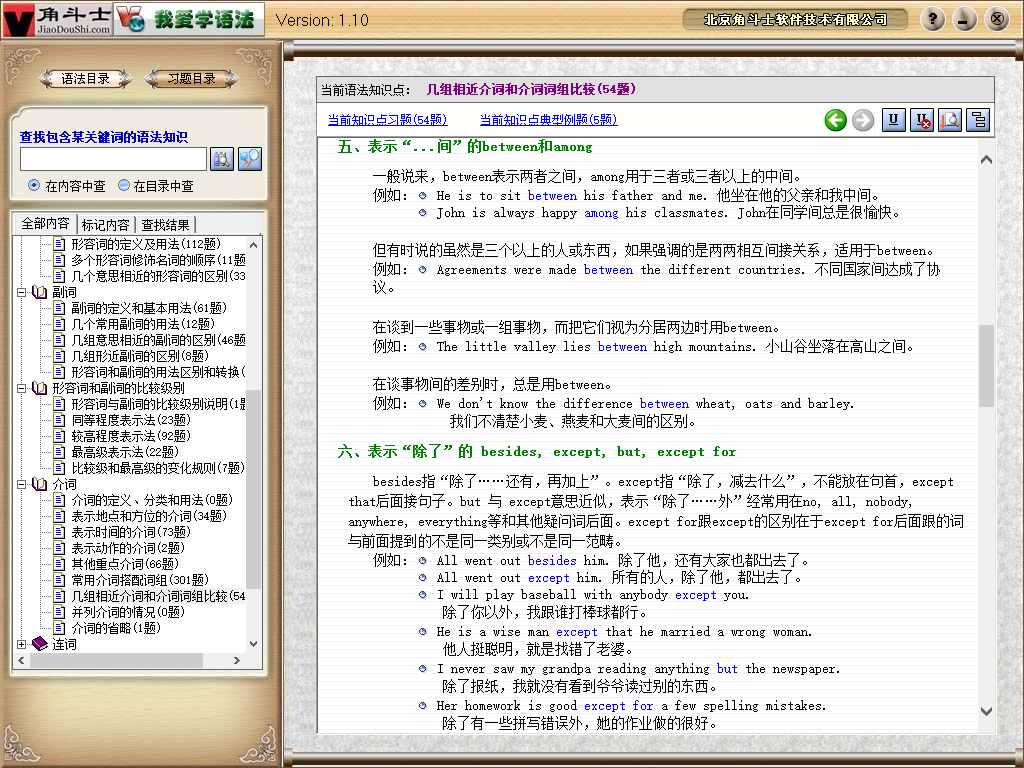 角斗士
JiaoDouShi.com
我爱学语法
Version: 1.10
北京角斗士软件技术有限公司
语法目录
习题目录
查找包含某关键词的语法知识
在内容中查
在目录中查
全部内容
标记内容
查找结果
形容词的定义及用法(112题)
多个形容词修饰名词的顺序(11题
几个意思相近的形容词的区别(33
副词
副词的定义和基本用法(61题)
几个常用副词的用法(12题)
几组意思相近的副词的区别(46题
几组形近副词的区别(8题)
形容词和副词的用法区别和转换(
形容词和副词的比较级别
形容词与副词的比较级别说明(1题
同等程度表示法(23题)
较高程度表示法(92题)
最高级表示法(22题)
比较级和最高级的变化规则(7题)
介词
介词的定义、分类和用法(0题)
表示地点和方位的介词(34题)
表示时间的介词(73题)
表示动作的介词(2题)
其他重点介词(66题)
常用介词搭配词组(301题)
几组相近介词和介词词组比较(54
并列介词的情况(0题)
介词的省略(1题)
连词
当前语法知识点： 几组相近介词和介词词组比较(54题)
当前知识点习题(54题)
当前知识点典型例题(5题)
五、表示“...间”的between和among
一般说来，between表示两者之间，among用于三者或三者以上的中间。
例如： He is to sit between his father and me. 他坐在他的父亲和我中间。
John is always happy among his classmates. John在同学间总是很愉快。
但有时说的虽然是三个以上的人或东西，如果强调的是两两相互间接关系，适用于between。
例如： Agreements were made between the different countries. 不同国家间达成了协
议。
在谈到一些事物或一组事物，而把它们视为分居两边时用between。
例如： The little valley lies between high mountains. 小山谷坐落在高山之间。
在谈事物间的差别时，总是用between。
例如： We don't know the difference between wheat, oats and barley.
我们不清楚小麦、燕麦和大麦间的区别。
六、表示“除了”的 besides, except, but, except for
besides指“除了……还有，再加上”。except指“除了，减去什么”，不能放在句首，except
that后面接句子。but 与 except意思近似，表示“除了……外”经常用在no, all, nobody,
anywhere, everything等和其他疑问词后面。except for跟except的区别在于except for后面跟的词
与前面提到的不是同一类别或不是同一范畴。
例如： All went out besides him. 除了他，还有大家也都出去了。
All went out except him. 所有的人，除了他，都出去了。
I will play baseball with anybody except you.
除了你以外，我跟谁打棒球都行。
He is a wise man except that he married a wrong woman.
他人挺聪明，就是找错了老婆。
I never saw my grandpa reading anything but the newspaper.
除了报纸，我就没有看到爷爷读过别的东西。
Her homework is good except for a few spelling mistakes.
除了有一些拼写错误外，她的作业做的很好。